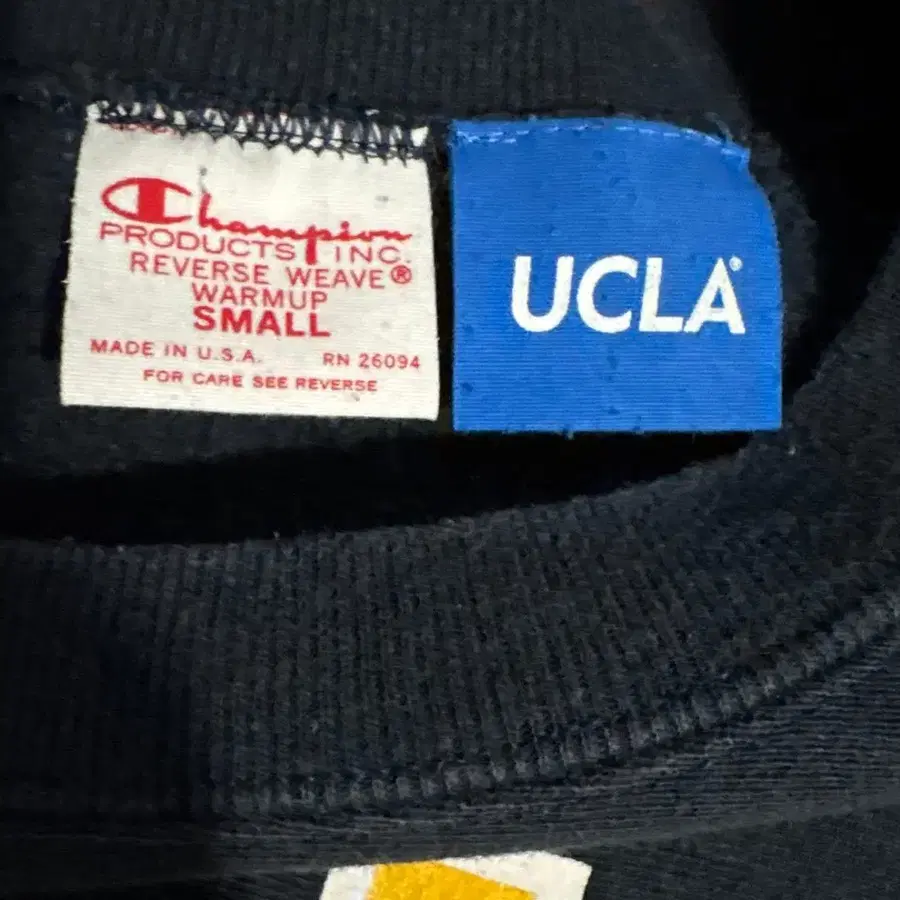 Champion
PRODUCTS INC.
REVERSE WEAVE®
WARMUP
SMALL
MADE IN U.S.A. RN 26094
FOR CARE SEE REVERSE
UCLA®